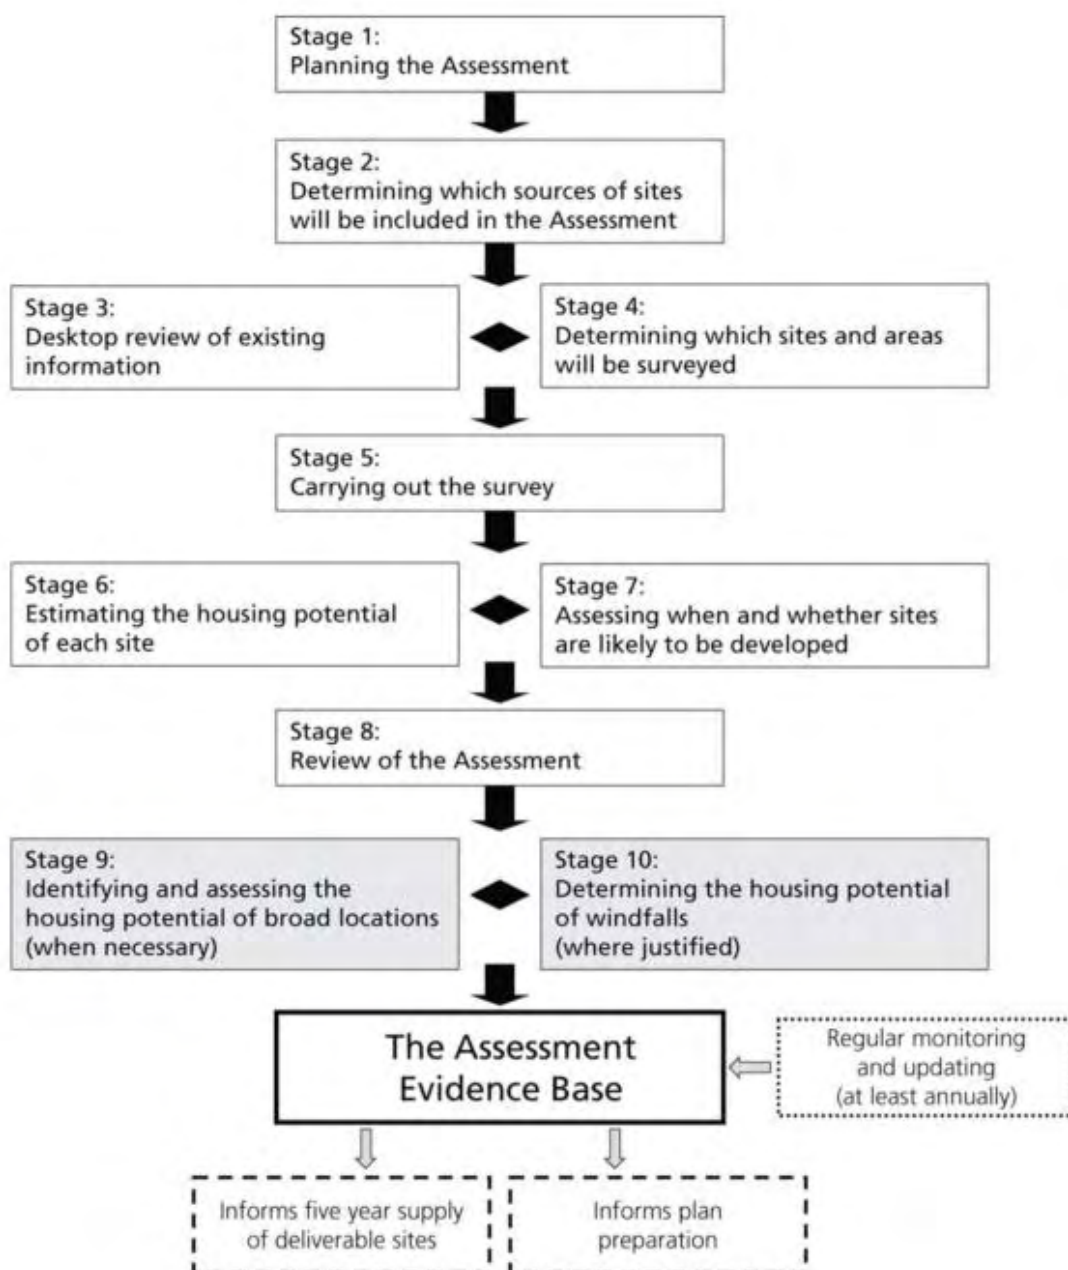 Stage 1:
Planning the Assessment
Stage 2:
Determining which sources of sites
will be included in the Assessment
Stage 3:
Desktop review of existing
information
Stage 4:
Determining which sites and areas
will be surveyed
Stage 5:
Carrying out the survey
Stage 6:
Estimating the housing potential
of each site
Stage 7:
Assessing when and whether sites
are likely to be developed
Stage 8:
Review of the Assessment
Stage 9:
Identifying and assessing the
housing potential of broad locations
(when necessary)
Stage 10:
Determining the housing potential
of windfalls
(where justified)
The Assessment
Evidence Base
Regular monitoring
and updating
(at least annually)
Informs five year supply
of deliverable sites
Informs plan
preparation